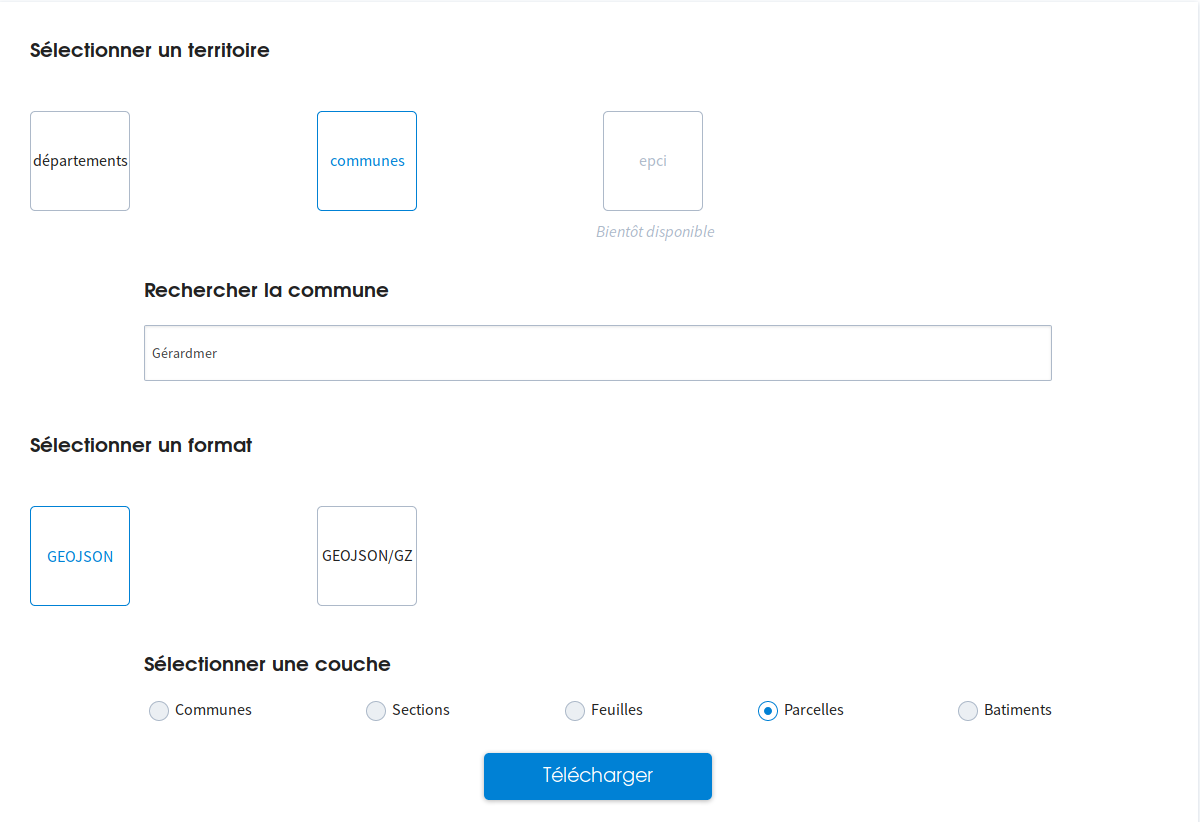 Sélectionner un territoire
départements
communes
epci
Bientôt disponible
Rechercher la commune
Gérardmer
Sélectionner un format
GEOJSON
GEOJSON/GZ
Sélectionner une couche
Communes
Sections
Feuilles
Parcelles
Batiments
Télécharger